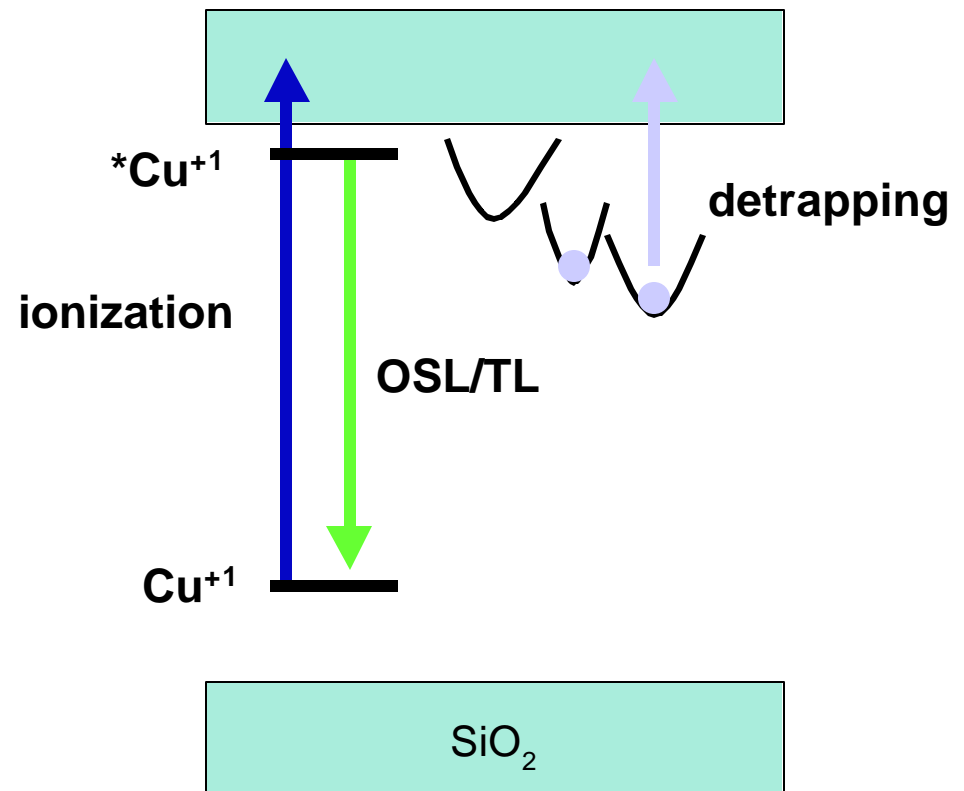 *Cu⁺¹
detrapping
ionization
OSL/TL
Cu⁺¹
SiO₂